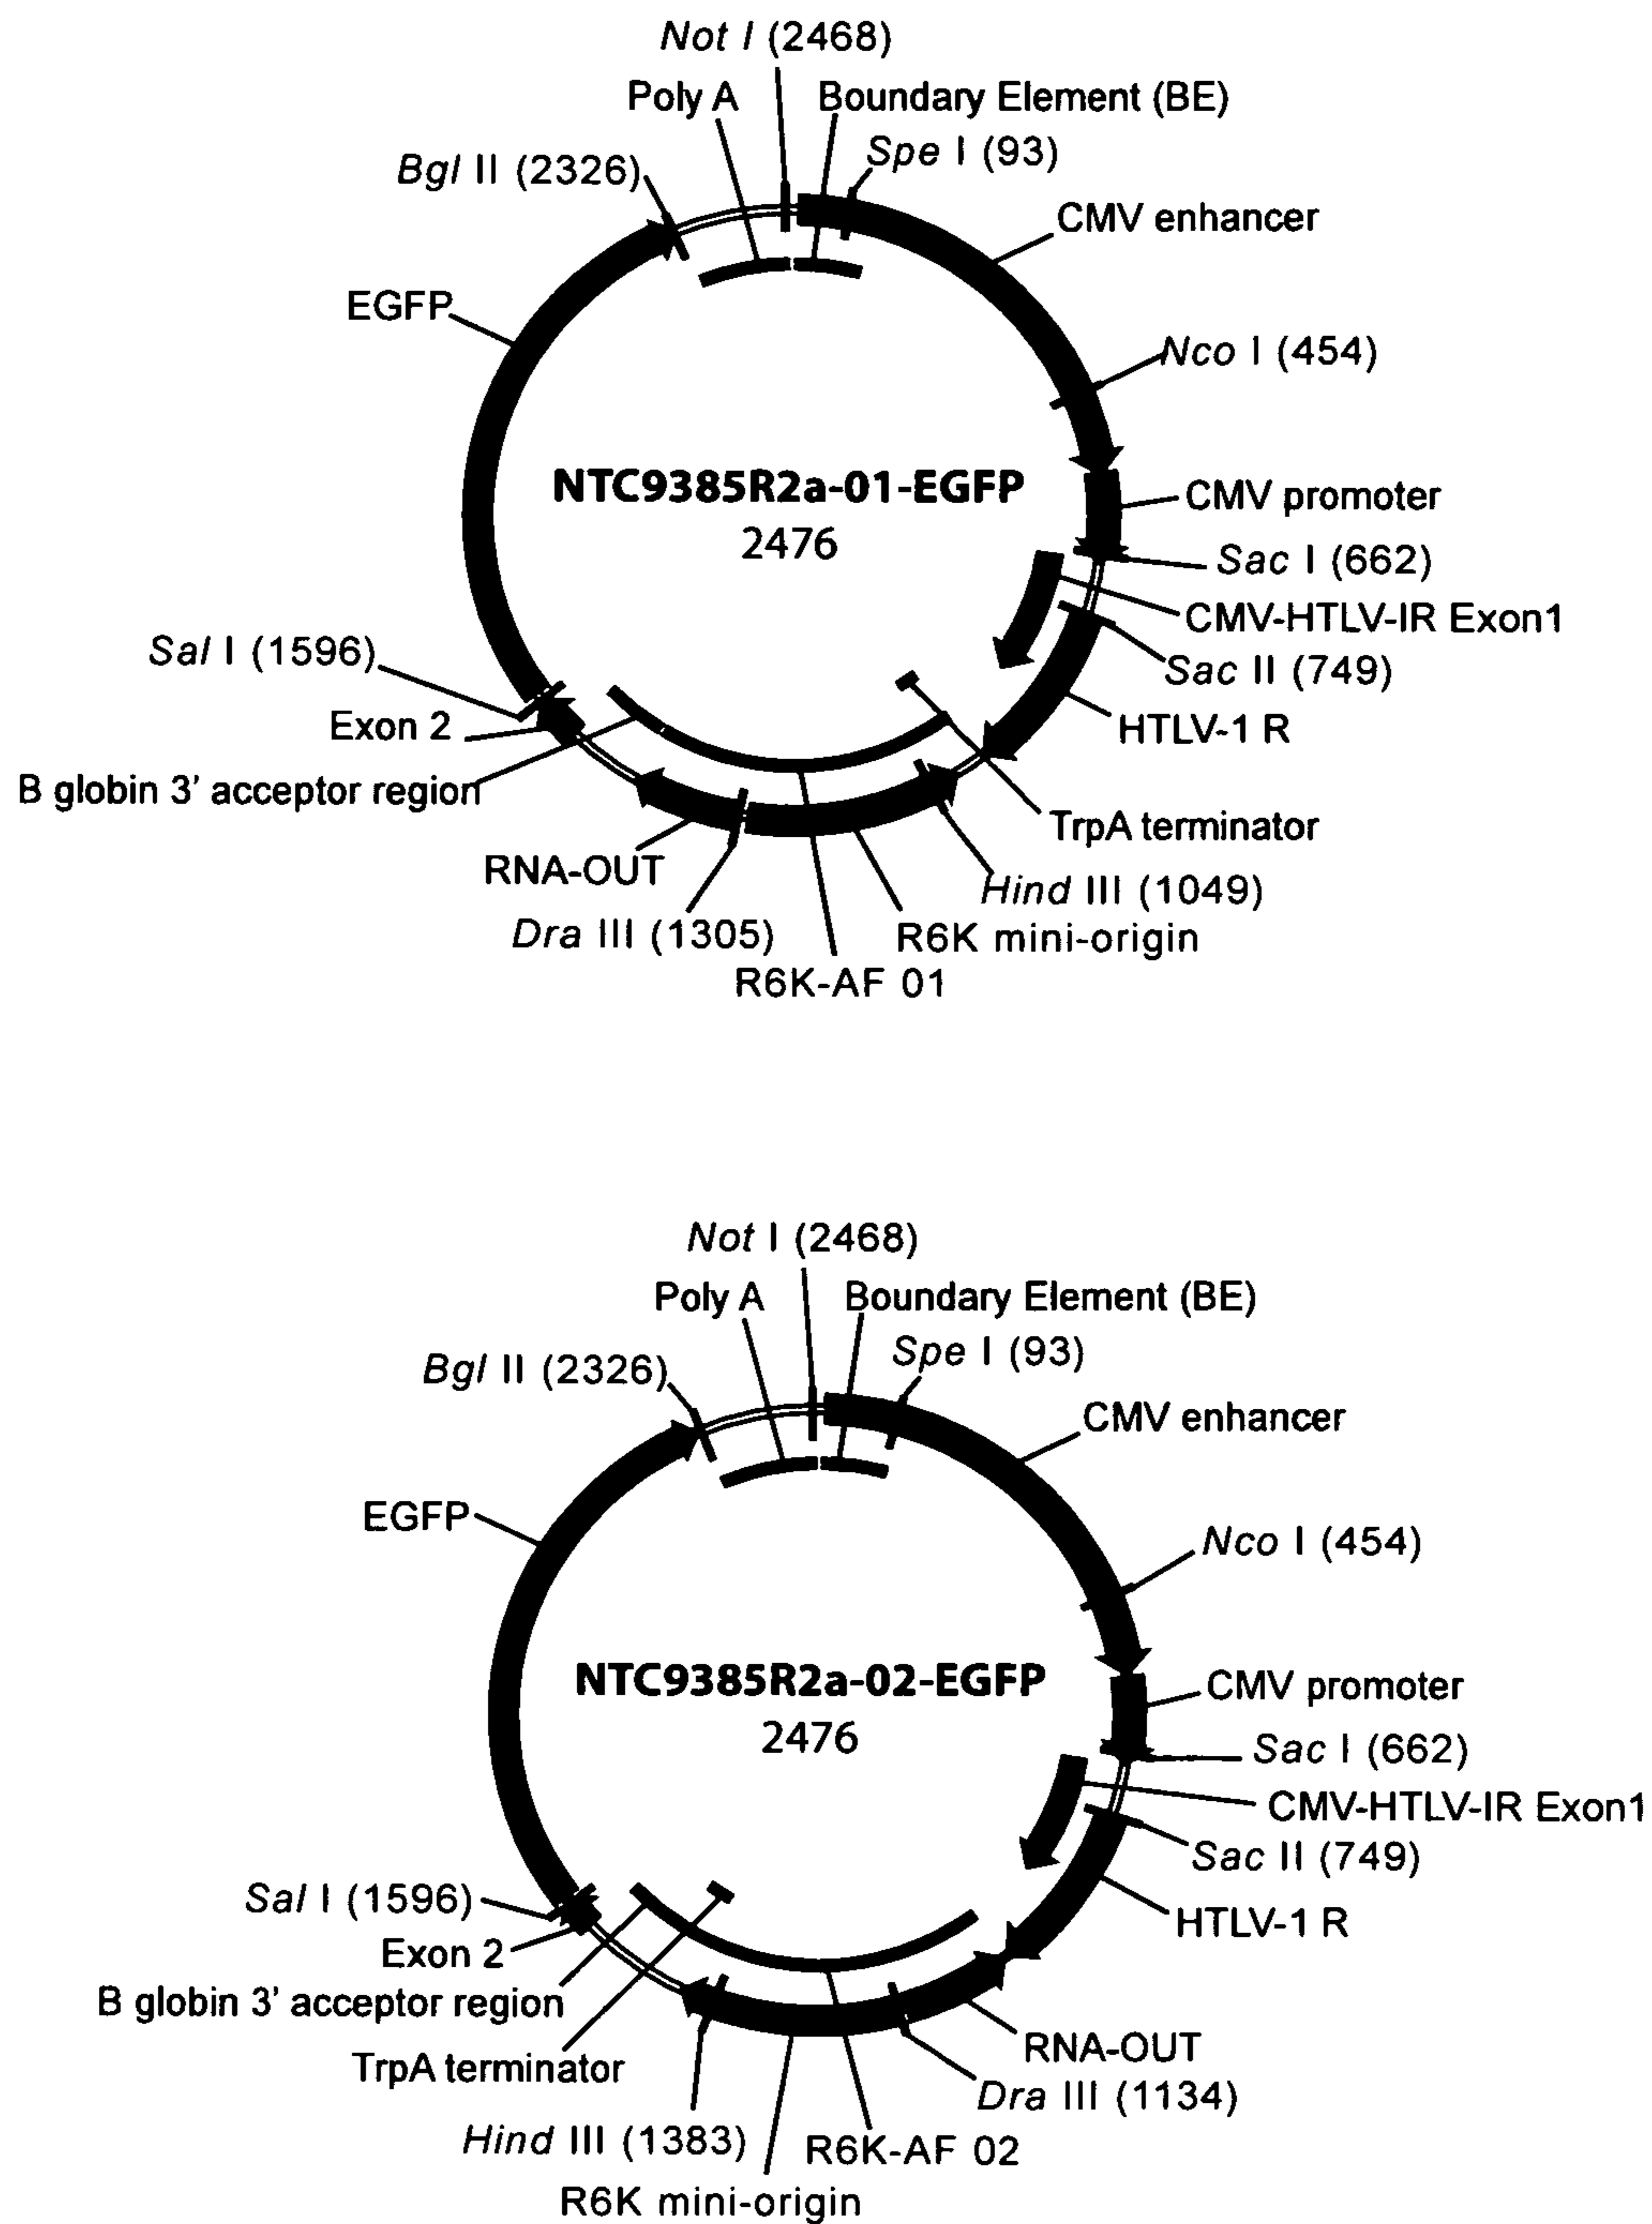 Not I (2468)
Poly A
Boundary Element (BE)
Spe I (93)
Bgl II (2326)
CMV enhancer
EGFP
Nco I (454)
NTC9385R2a-01-EGFP
2476
CMV promoter
Sac I (662)
CMV-HTLV-IR Exon1
Sac II (749)
Sal I (1596)
Exon 2
HTLV-1 R
B globin 3' acceptor region
TrpA terminator
RNA-OUT
Hind III (1049)
Dra III (1305)
R6K mini-origin
R6K-AF 01
Not I (2468)
Poly A
Boundary Element (BE)
Spe I (93)
Bgl II (2326)
CMV enhancer
EGFP
Nco I (454)
NTC9385R2a-02-EGFP
2476
CMV promoter
Sac I (662)
CMV-HTLV-IR Exon1
Sac II (749)
Sal I (1596)
HTLV-1 R
Exon 2
B globin 3' acceptor region
RNA-OUT
TrpA terminator
Dra III (1134)
Hind III (1383)
R6K-AF 02
R6K mini-origin